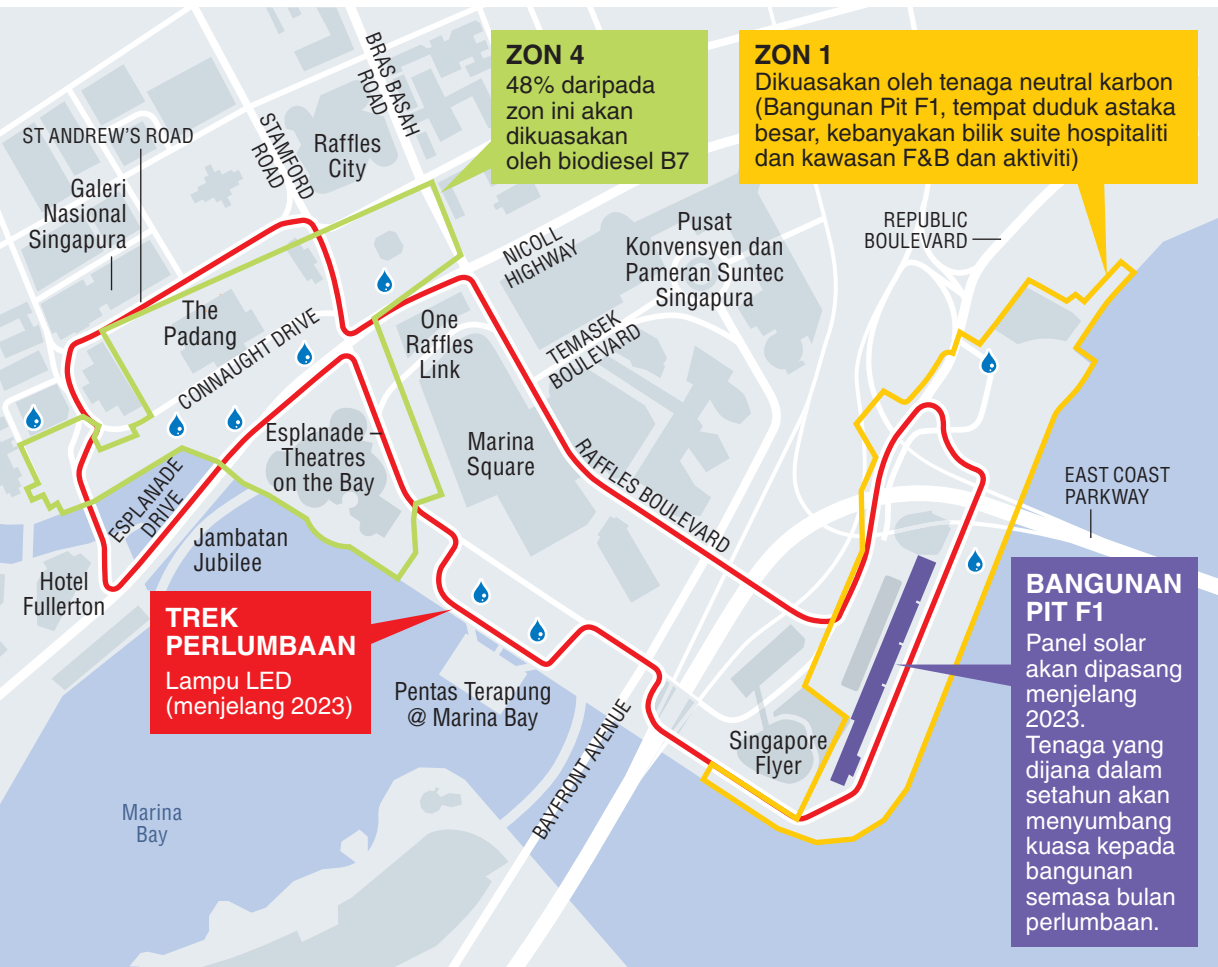 ZON 4
48% daripada
zon ini akan
dikuasakan
oleh biodiesel B7
ZON 1
Dikuasakan oleh tenaga neutral karbon
(Bangunan Pit F1, tempat duduk astaka
besar, kebanyakan bilik suite hospitaliti
dan kawasan F&B dan aktiviti)
BRAS BASAH
ROAD
ST ANDREW'S ROAD
STAMFORD
ROAD
Raffles
City
Galeri
Nasional
Singapura
NICOLL
HIGHWAY
Pusat
Konvensyen dan
Pameran Suntec
Singapura
REPUBLIC
BOULEVARD
The
Padang
CONNAUGHT DRIVE
One
Raffles
Link
TEMASEK
BOULEVARD
Esplanade –
Theatres
on the Bay
Marina
Square
RAFFLES BOULEVARD
EAST COAST
PARKWAY
ESPLANADE
DRIVE
Jambatan
Jubilee
Hotel
Fullerton
TREK
PERLUMBAAN
Lampu LED
(menjelang 2023)
Pentas Terapung
@ Marina Bay
BAYFRONT AVENUE
Singapore
Flyer
Marina
Bay
BANGUNAN
PIT F1
Panel solar
akan dipasang
menjelang
2023.
Tenaga yang
dijana dalam
setahun akan
menyumbang
kuasa kepada
bangunan
semasa bulan
perlumbaan.